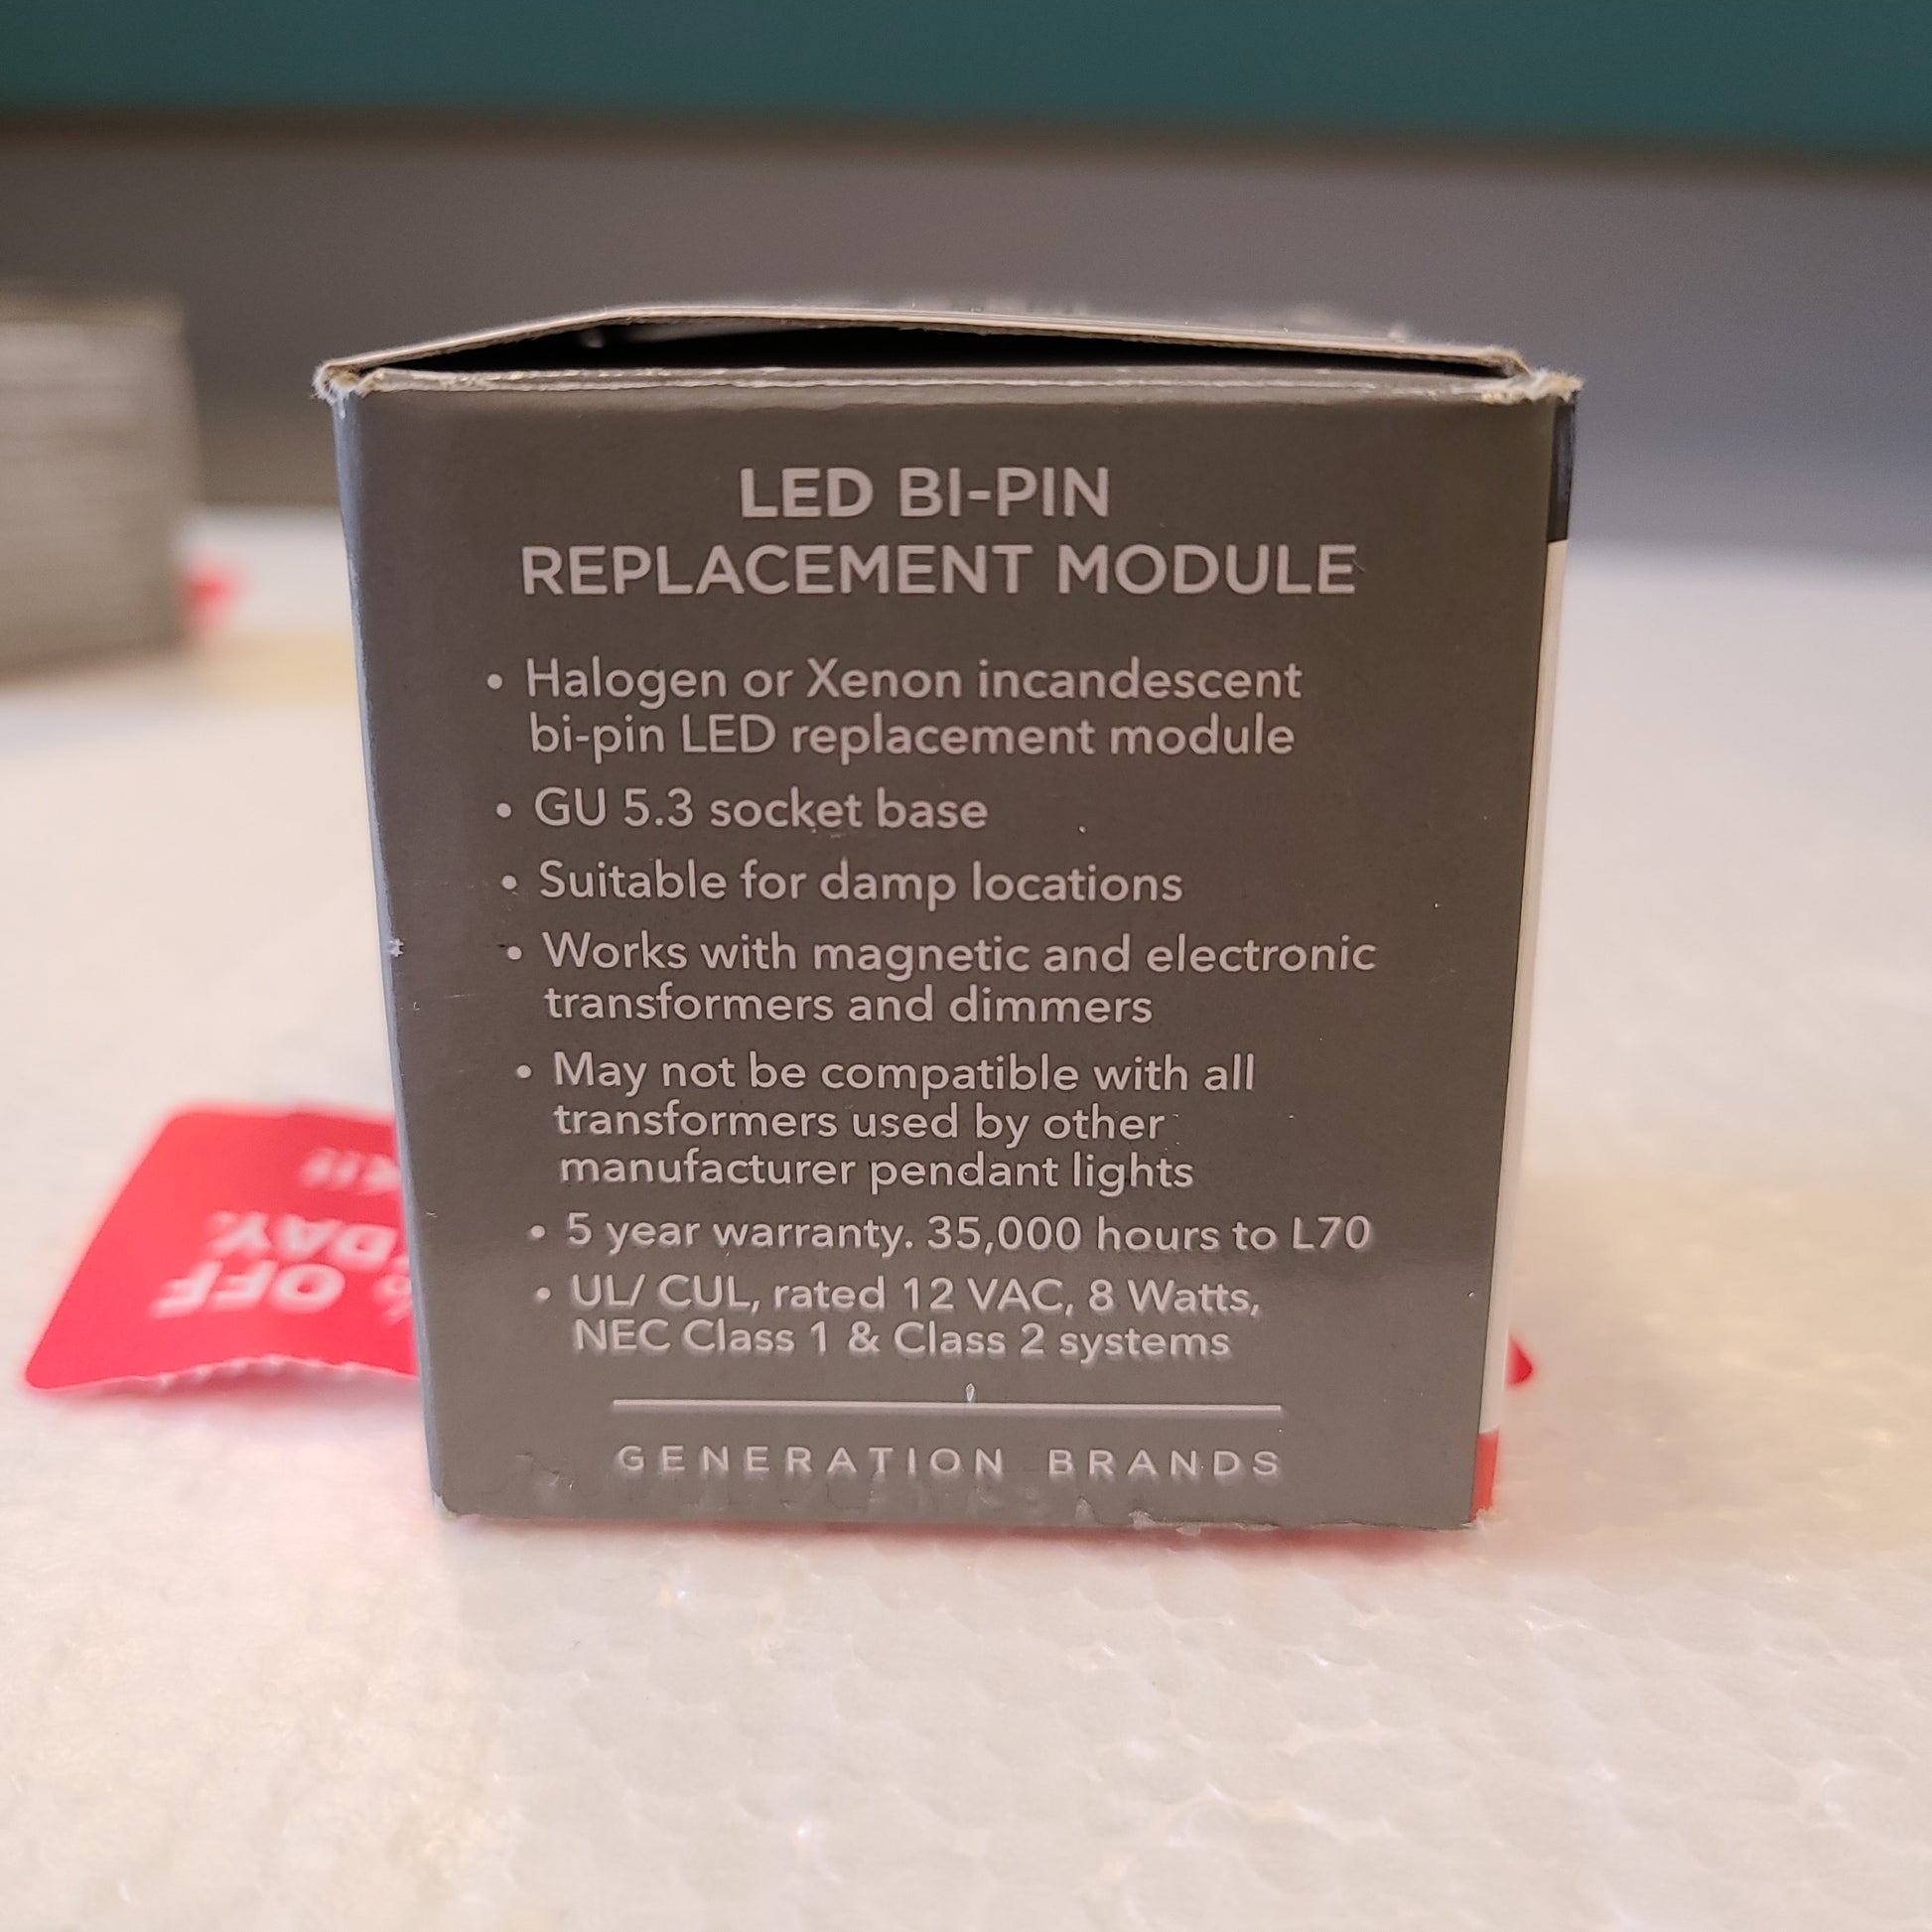 LED BI-PIN
REPLACEMENT MODULE
• Halogen or Xenon incandescent
bi-pin LED replacement module
• GU 5.3 socket base
• Suitable for damp locations
• Works with magnetic and electronic
transformers and dimmers
• May not be compatible with all
transformers used by other
manufacturer pendant lights
• 5 year warranty. 35,000 hours to L70
• UL/ CUL, rated 12 VAC, 8 Watts,
NEC Class 1 & Class 2 systems
GENERATION BRANDS
% OFF
DAY.